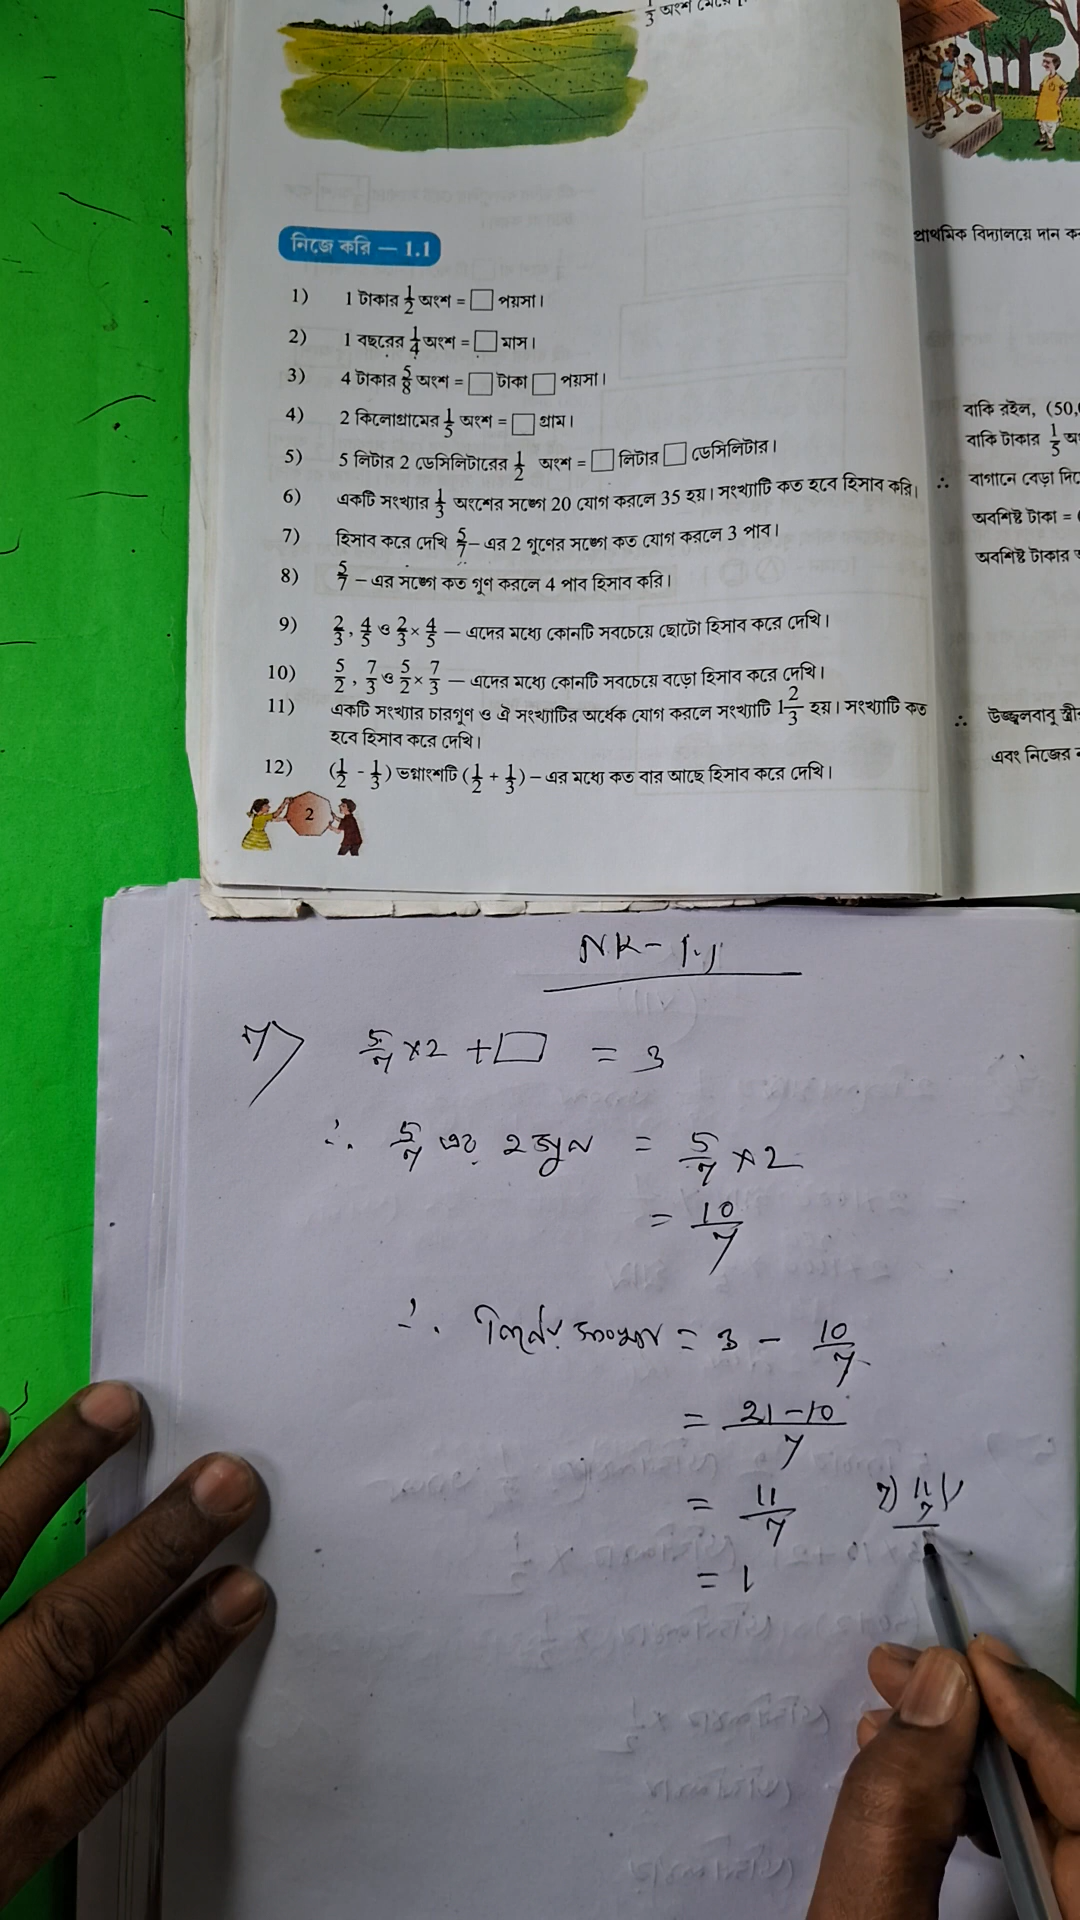 1/3 অংশ
নিজে করি – 1.1
1) 1 টাকার 1/2 অংশ = □ পয়সা।
2) 1 বছরের 1/4 অংশ = □ মাস।
3) 4 টাকার 5/8 অংশ = □ টাকা □ পয়সা।
4) 2 কিলোগ্রামের 1/5 অংশ = □ গ্রাম।
5) 5 লিটার 2 ডেসিলিটারের 1/2 অংশ = □ লিটার □ ডেসিলিটার।
6) একটি সংখ্যার 1/3 অংশের সঙ্গে 20 যোগ করলে 35 হয়। সংখ্যাটি কত হবে হিসাব করি।
7) হিসাব করে দেখি 5/7 – এর 2 গুণের সঙ্গে কত যোগ করলে 3 পাব।
8) 5/7 – এর সঙ্গে কত গুণ করলে 4 পাব হিসাব করি।
9) 2/3, 4/5 ও 2/3 × 4/5 — এদের মধ্যে কোনটি সবচেয়ে ছোটো হিসাব করে দেখি।
10) 5/2, 7/3 ও 5/2 × 7/3 — এদের মধ্যে কোনটি সবচেয়ে বড়ো হিসাব করে দেখি।
11) একটি সংখ্যার চারগুণ ও ঐ সংখ্যাটির অর্ধেক যোগ করলে সংখ্যাটি 1 2/3 হয়। সংখ্যাটি কত
হবে হিসাব করে দেখি।
12) (1/2 - 1/3) ভগ্নাংশটি (1/2 + 1/3) – এর মধ্যে কত বার আছে হিসাব করে দেখি।
2
প্রাথমিক বিদ্যালয়ে দান
বাকি রইল, (50,
বাকি টাকার 1/5
∴ বাগানে বেড়া
অবশিষ্ট টাকা =
অবশিষ্ট টাকার
∴ উজ্জ্বলবাবু
এবং নিজের
NK – 1.1
7) 5/7 × 2 + □ = 3
∴ 5/7 এর ২ গুন = 5/7 × 2
= 10/7
∴ নির্নেয় সংখ্যা = 3 – 10/7
= 21 – 10/7
= 11/7
7) 11 ( 1
7
= 1